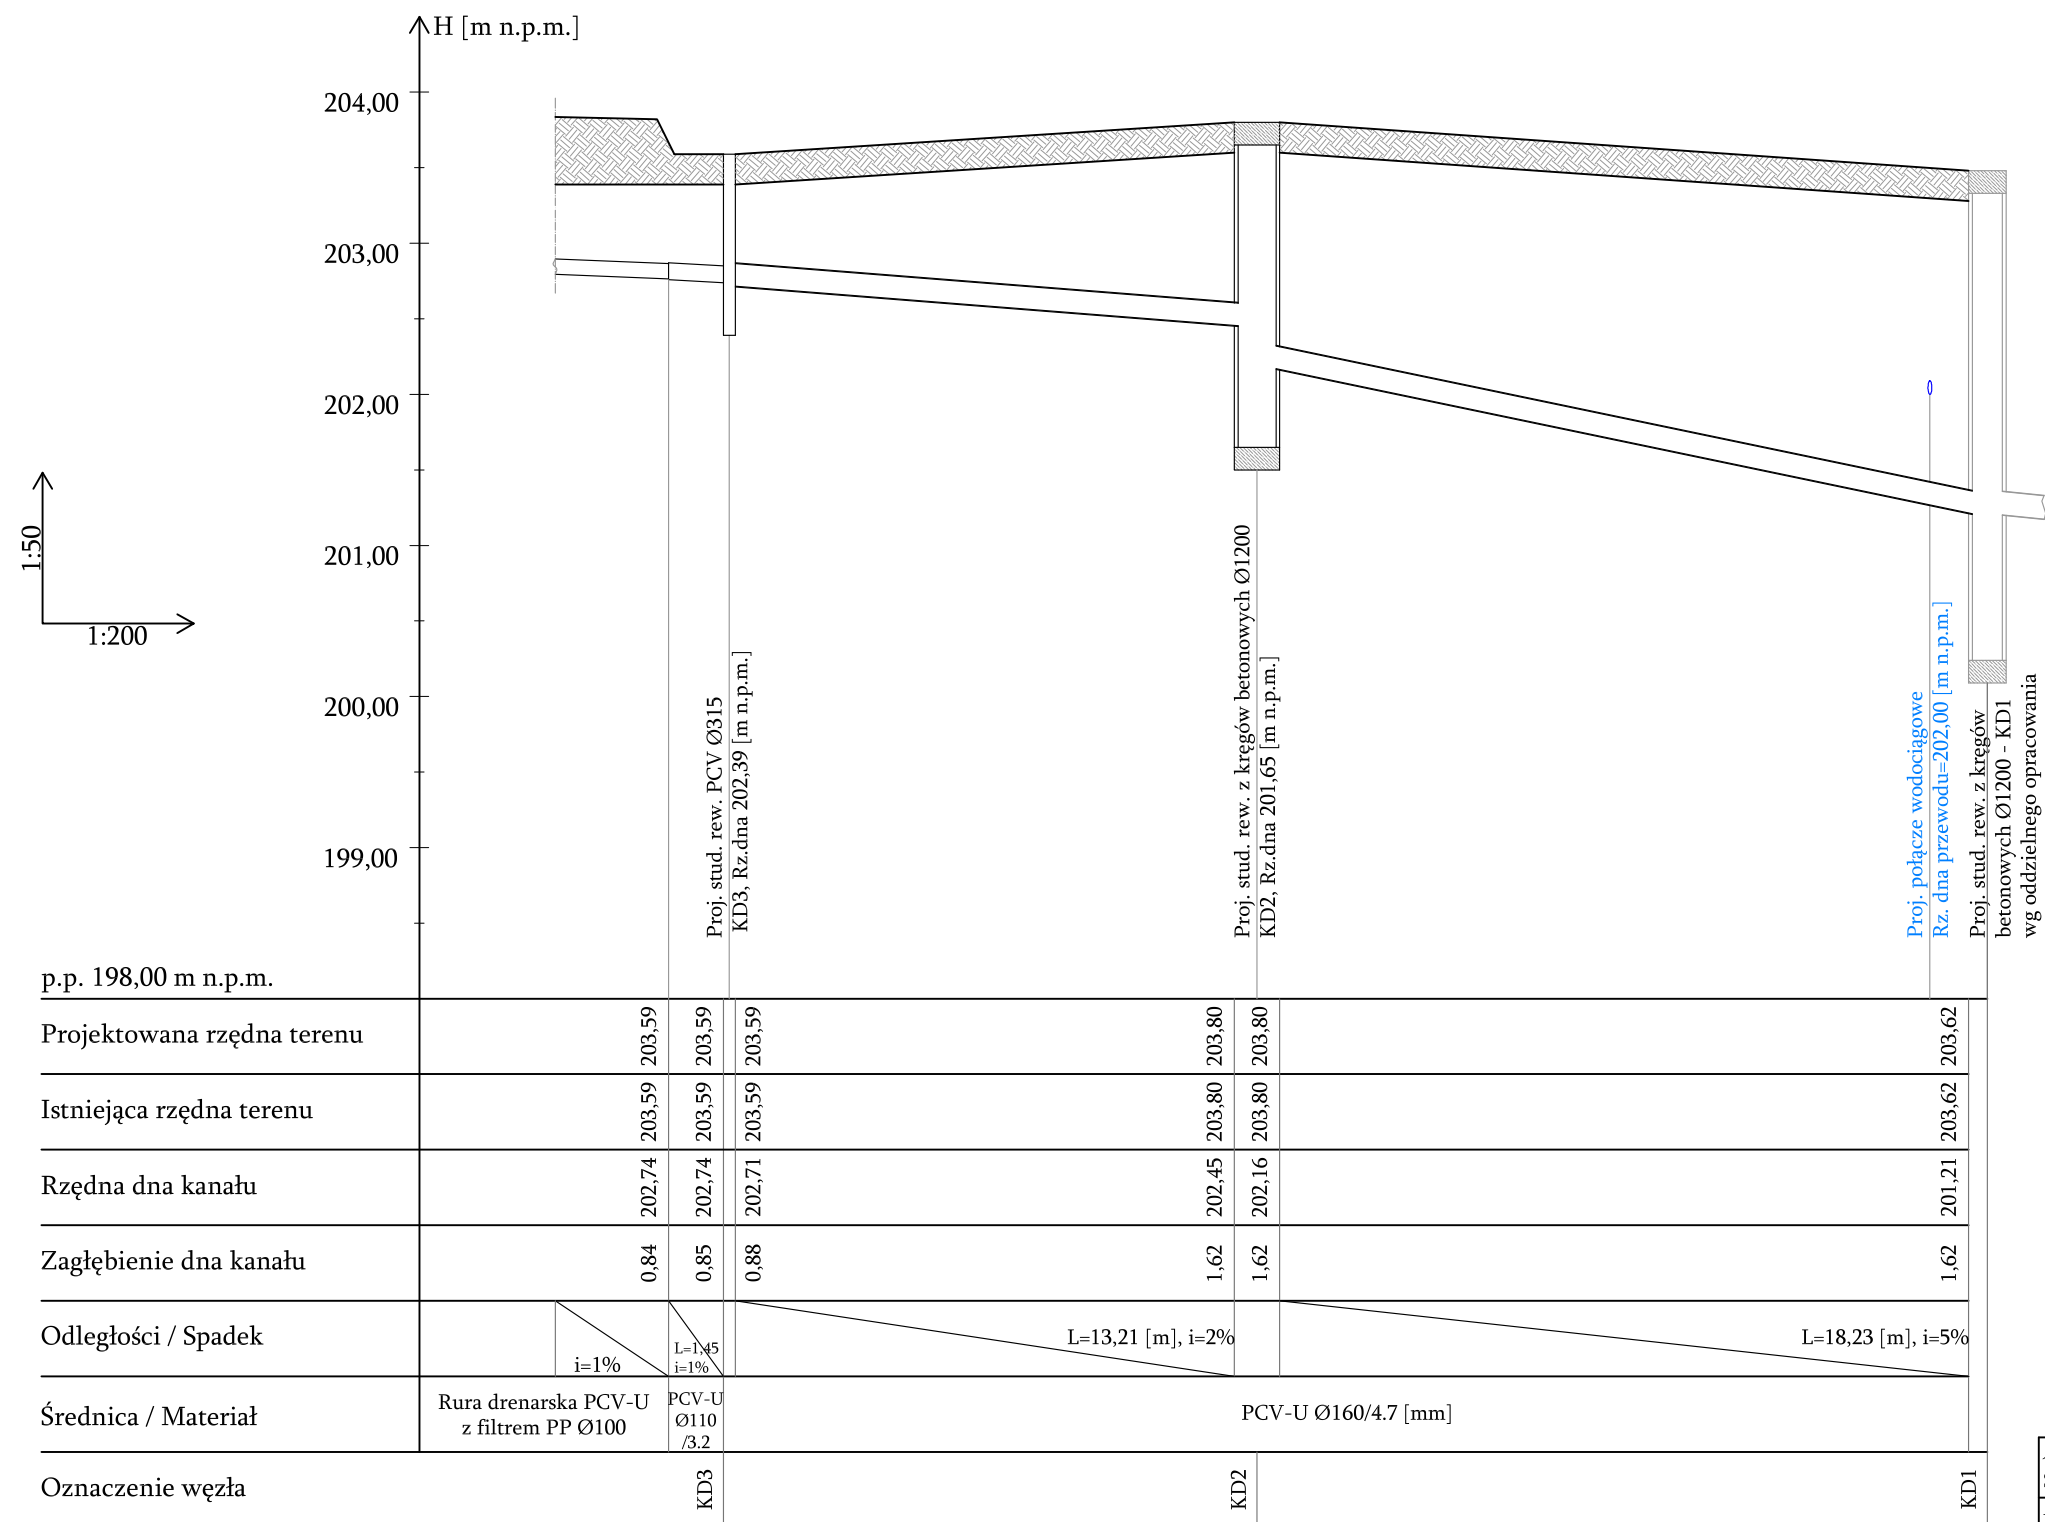 H [m n.p.m.]
204,00
203,00
202,00
201,00
200,00
199,00
1:50
1:200
Proj. stud. rew. PCV Ø315
KD3, Rz.dna 202,39 [m n.p.m.]
Proj. stud. rew. z kręgów betonowych Ø1200
KD2, Rz.dna 201,65 [m n.p.m.]
Proj. połącze wodociągowe
Rz. dna przewodu=202.00 [m n.p.m.]
Proj. stud. rew. z kręgów
betonowych Ø1200 - KD1
wg oddzielnego opracowania
p.p. 198,00 m n.p.m.
Projektowana rzędna terenu
203,59 203,59 203,59 203,80 203,80 203,62
Istniejąca rzędna terenu
203,59 203,59 203,59 203,80 203,80 203,62
Rzędna dna kanału
202,74 202,74 202,71 202,45 202,16 201,21
Zagłębienie dna kanału
0,84 0,85 0,88 1,62 1,62 1,62
Odległości / Spadek
i=1%
L=1,45
i=1%
L=13,21 [m], i=2%
L=18,23 [m], i=5%
Średnica / Materiał
Rura drenarska PCV-U
z filtrem PP Ø100
PCV-U
Ø110
/3.2
PCV-U Ø160/4.7 [mm]
Oznaczenie węzła
KD3 KD2 KD1